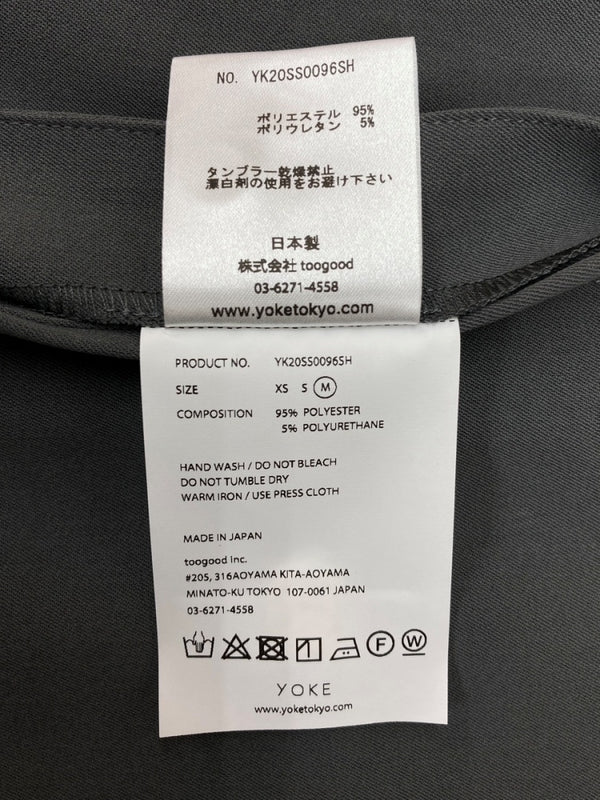 NO. YK20SS0096SH
ポリエステル 95%
ポリウレタン 5%
タンブラー乾燥禁止
漂白剤の使用をお避け下さい
日本製
株式会社 toogood
03-6271-4558
www.yoketokyo.com
PRODUCT NO. YK20SS0096SH
SIZE XS S M
COMPOSITION 95% POLYESTER
5% POLYURETHANE
HAND WASH / DO NOT BLEACH
DO NOT TUMBLE DRY
WARM IRON / USE PRESS CLOTH
MADE IN JAPAN
toogood inc.
#205, 316AOYAMA KITA-AOYAMA
MINATO-KU TOKYO 107-0061 JAPAN
03-6271-4558
F W
YOKE
www.yoketokyo.com